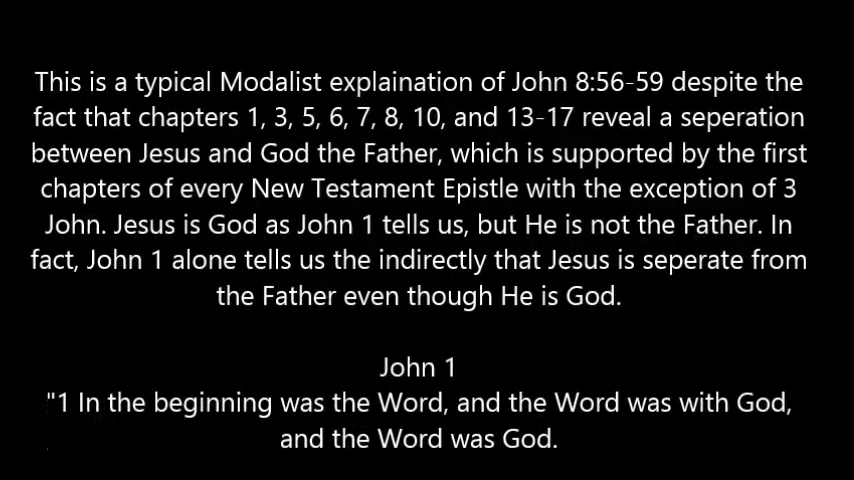 This is a typical Modalist explaination of John 8:56-59 despite the
fact that chapters 1, 3, 5, 6, 7, 8, 10, and 13-17 reveal a seperation
between Jesus and God the Father, which is supported by the first
chapters of every New Testament Epistle with the exception of 3
John. Jesus is God as John 1 tells us, but He is not the Father. In
fact, John 1 alone tells us the indirectly that Jesus is seperate from
the Father even though He is God.
John 1
"1 In the beginning was the Word, and the Word was with God,
and the Word was God.